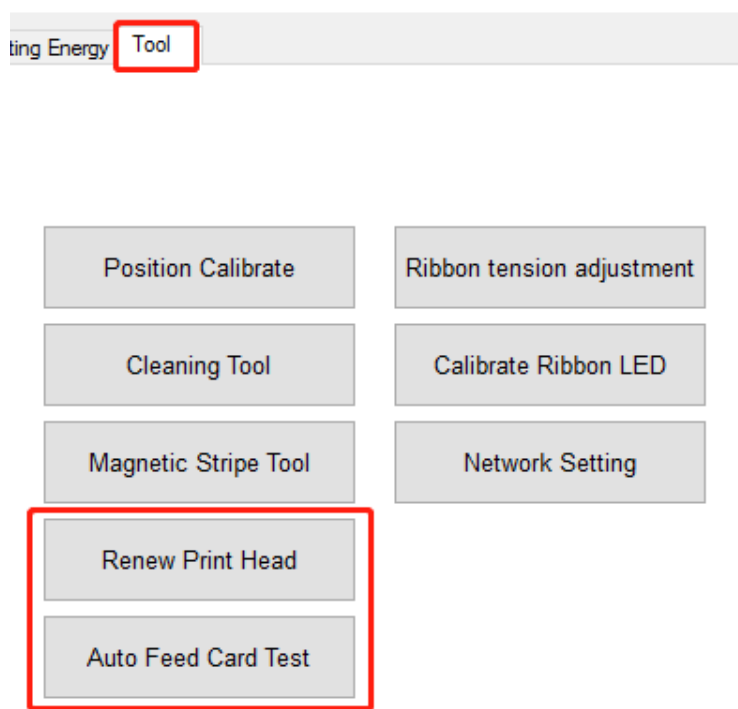 ting Energy Tool
Position Calibrate Ribbon tension adjustment
Cleaning Tool Calibrate Ribbon LED
Magnetic Stripe Tool Network Setting
Renew Print Head
Auto Feed Card Test